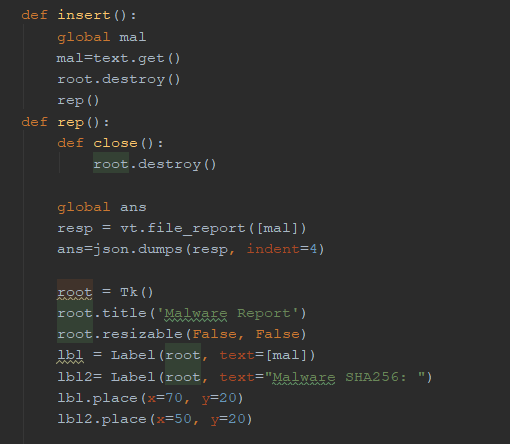 def insert():
    global mal
    mal=text.get()
    root.destroy()
    rep()
def rep():
    def close():
        root.destroy()

    global ans
    resp = vt.file_report([mal])
    ans=json.dumps(resp, indent=4)

    root = Tk()
    root.title('Malware Report')
    root.resizable(False, False)
    lbl = Label(root, text=[mal])
    lbl2= Label(root, text="Malware SHA256: ")
    lbl.place(x=70, y=20)
    lbl2.place(x=50, y=20)